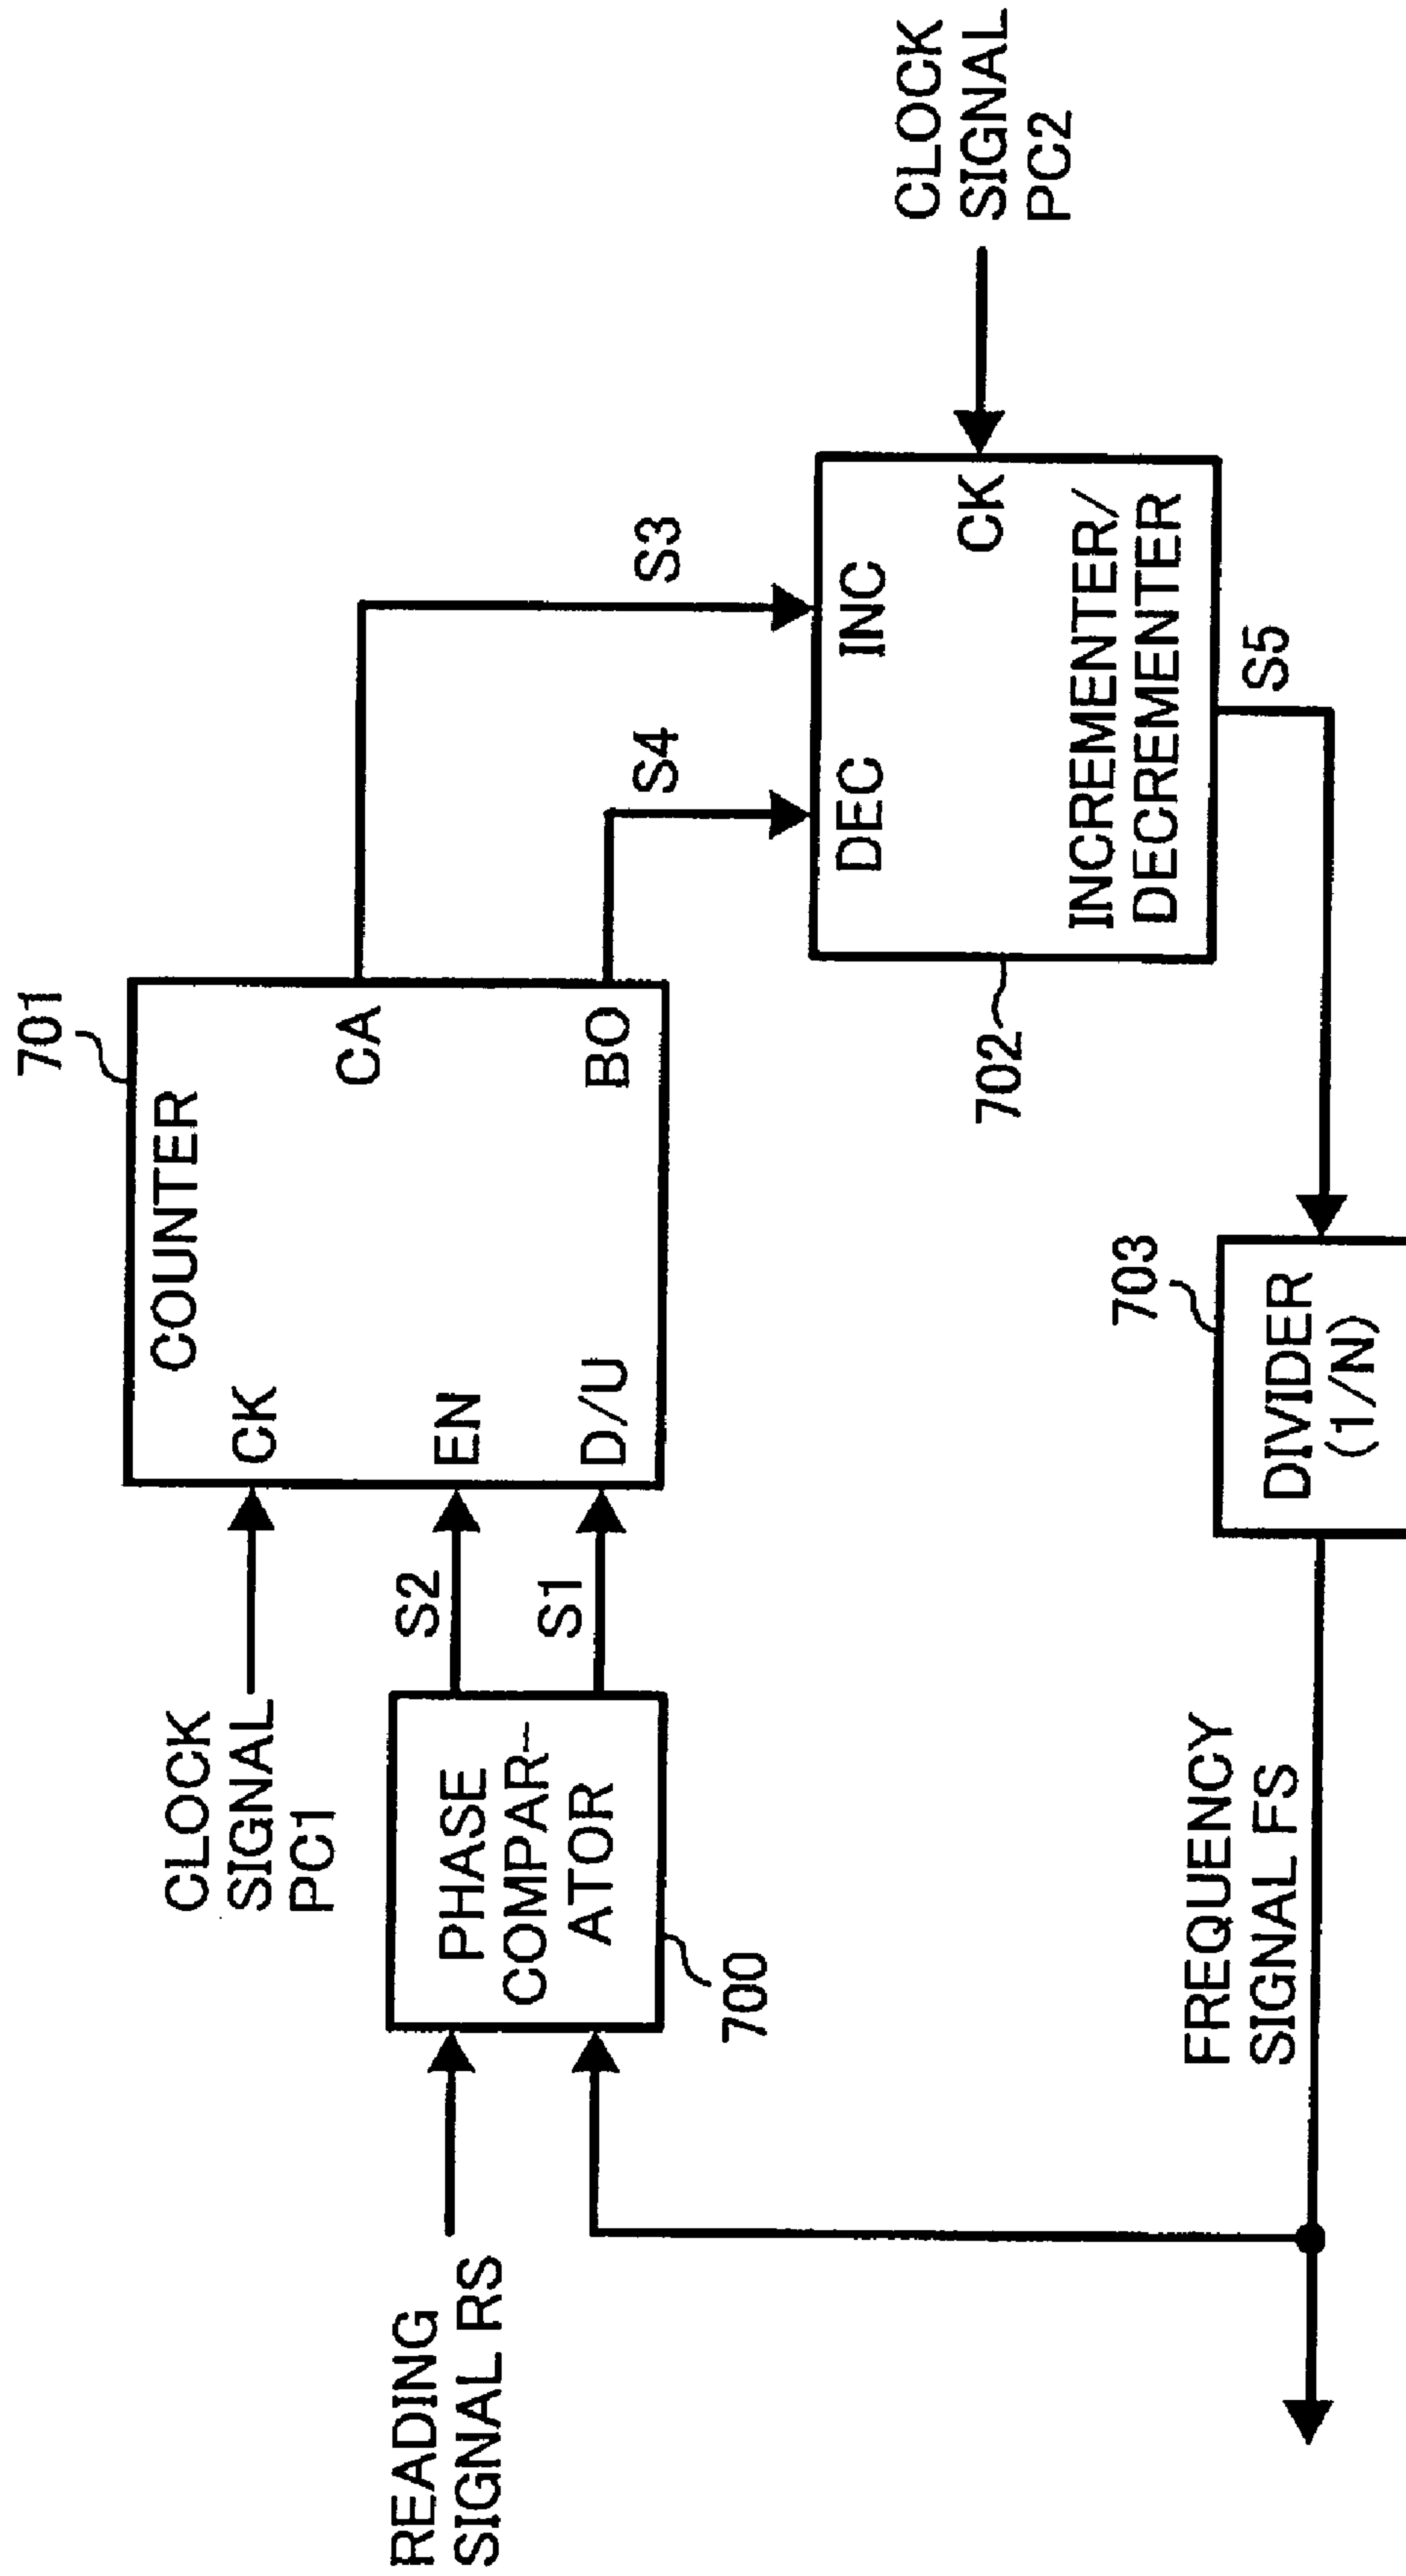 701
COUNTER
CLOCK
SIGNAL
PC1
CK
CA
READING
SIGNAL RS
PHASE
COMPAR-
ATOR
700
S2
S1
EN
D/U
BO
S4
S3
DEC
INC
CK
INCREMENTER/
DECREMENTER
702
CLOCK
SIGNAL
PC2
S5
703
DIVIDER
(1/N)
FREQUENCY
SIGNAL FS